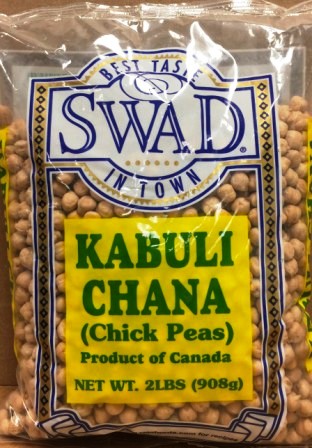 BEST TASTE
SWAD®
IN TOWN
KABULI
CHANA
(Chick Peas)
Product of Canada
NET WT. 2LBS (908g)